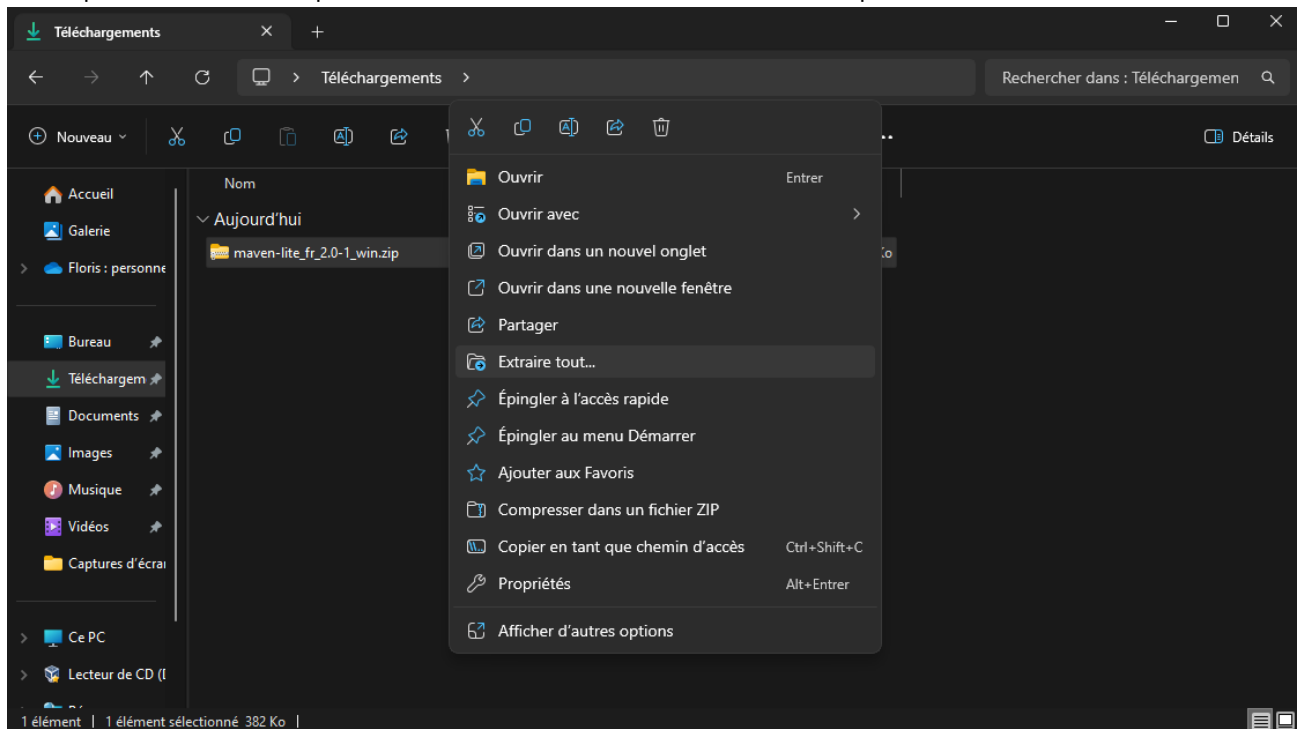 Téléchargements
Téléchargements
Rechercher dans : Téléchargemen
Nouveau
Détails
Nom
Aujourd'hui
maven-lite_fr_2.0-1_win.zip
Accueil
Galerie
Floris : personne
Bureau
Téléchargem
Documents
Images
Musique
Vidéos
Captures d'écran
Ce PC
Lecteur de CD (
Ouvrir Entrer
Ouvrir avec
Ouvrir dans un nouvel onglet
Ouvrir dans une nouvelle fenêtre
Partager
Extraire tout...
Épingler à l'accès rapide
Épingler au menu Démarrer
Ajouter aux Favoris
Compresser dans un fichier ZIP
Copier en tant que chemin d'accès Ctrl+Shift+C
Propriétés Alt+Entrer
Afficher d'autres options
1 élément | 1 élément sélectionné 382 Ko |